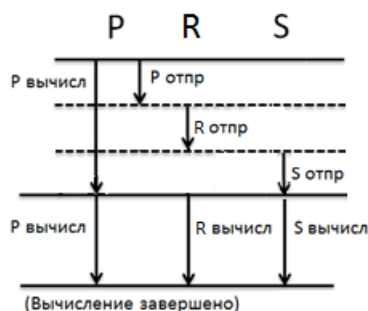 P R S
P вычисл
P отпр
R отпр
S отпр
P вычисл
R вычисл
S вычисл
(Вычисление завершено)